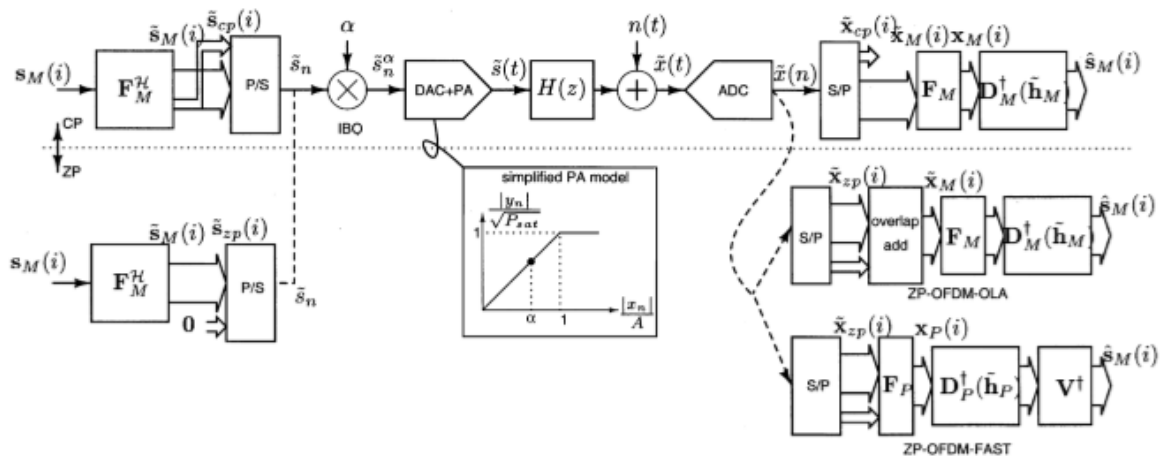 s̃_cp(i)
s̃_M(i)
s_M(i)
F_M^ℋ
P/S
s̃_n
α
IBO
s̃_n^α
DAC+PA
s̃(t)
H(z)
n(t)
+
x̃(t)
ADC
x̃(n)
S/P
x̃_cp(i)
x̃_M(i) x_M(i)
F_M
D_M^†(h̃_M)
ŝ_M(i)
CP
ZP
simplified PA model
|y_n|
√P_sat
1
α 1
|x_n|
A
s_M(i)
F_M^ℋ
s̃_M(i)
s̃_zp(i)
0
P/S
s̃_n
S/P
x̃_zp(i)
overlap
add
x̃_M(i)
F_M
D_M^†(h̃_M)
ŝ_M(i)
ZP-OFDM-OLA
S/P
x̃_zp(i)
F_P
x_P(i)
D_P^†(h̃_P)
V^†
ŝ_M(i)
ZP-OFDM-FAST